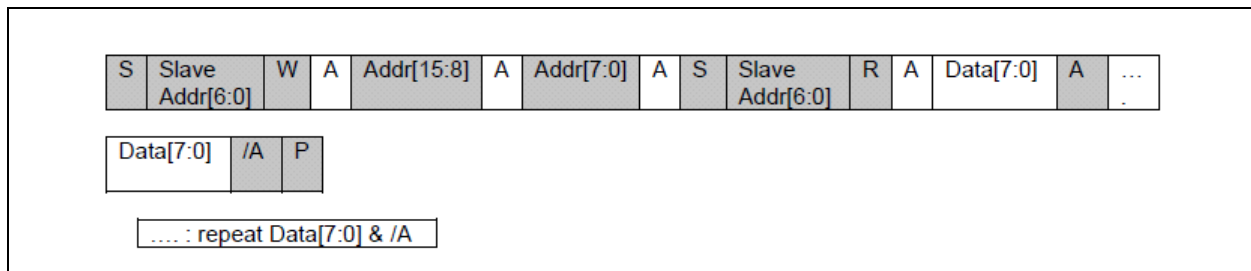 S Slave Addr[6:0] W A Addr[15:8] A Addr[7:0] A S Slave Addr[6:0] R A Data[7:0] A ....
Data[7:0] /A P
.... : repeat Data[7:0] & /A